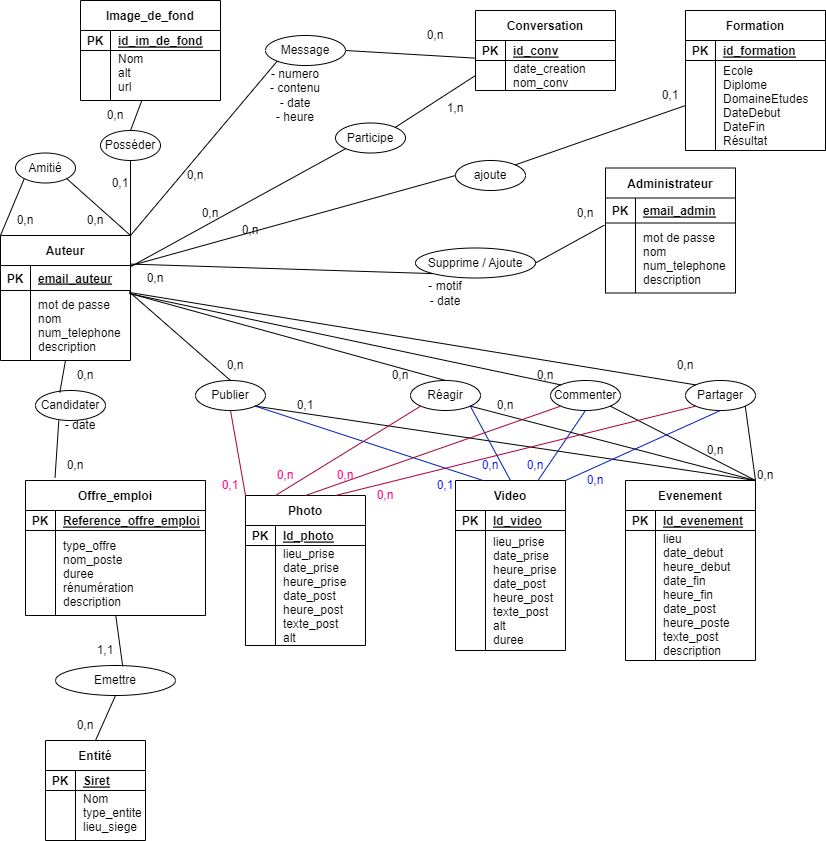 Image_de_fond
PK id_im_de_fond
Nom
alt
url
0,n
Posséder
0,1
Message
- numero
- contenu
- date
- heure
0,n
0,n
Conversation
PK id_conv
date_creation
nom_conv
1,n
Participe
0,n
Formation
PK id_formation
Ecole
Diplome
DomaineEtudes
DateDebut
DateFin
Résultat
0,1
ajoute
0,n
Amitié
0,n
0,n
Administrateur
PK email_admin
mot de passe
nom
num_telephone
description
0,n
Supprime / Ajoute
- motif
- date
0,n
Auteur
PK email_auteur
mot de passe
nom
num_telephone
description
0,n
Candidater
- date
0,n
0,n
Publier
0,n
Réagir
0,n
Commenter
0,n
Partager
0,1
0,n
0,n
0,n
0,1
0,n
0,n
0,n
0,1
0,n
0,n
0,n
Offre_emploi
PK Reference_offre_emploi
type_offre
nom_poste
duree
rénumération
description
Photo
PK Id_photo
lieu_prise
date_prise
heure_prise
date_post
heure_post
texte_post
alt
Video
PK Id_video
lieu_prise
date_prise
heure_prise
date_post
heure_post
texte_post
alt
duree
Evenement
PK Id_evenement
lieu
date_debut
heure_debut
date_fin
heure_fin
date_post
heure_poste
texte_post
description
1,1
Emettre
0,n
Entité
PK Siret
Nom
type_entite
lieu_siege